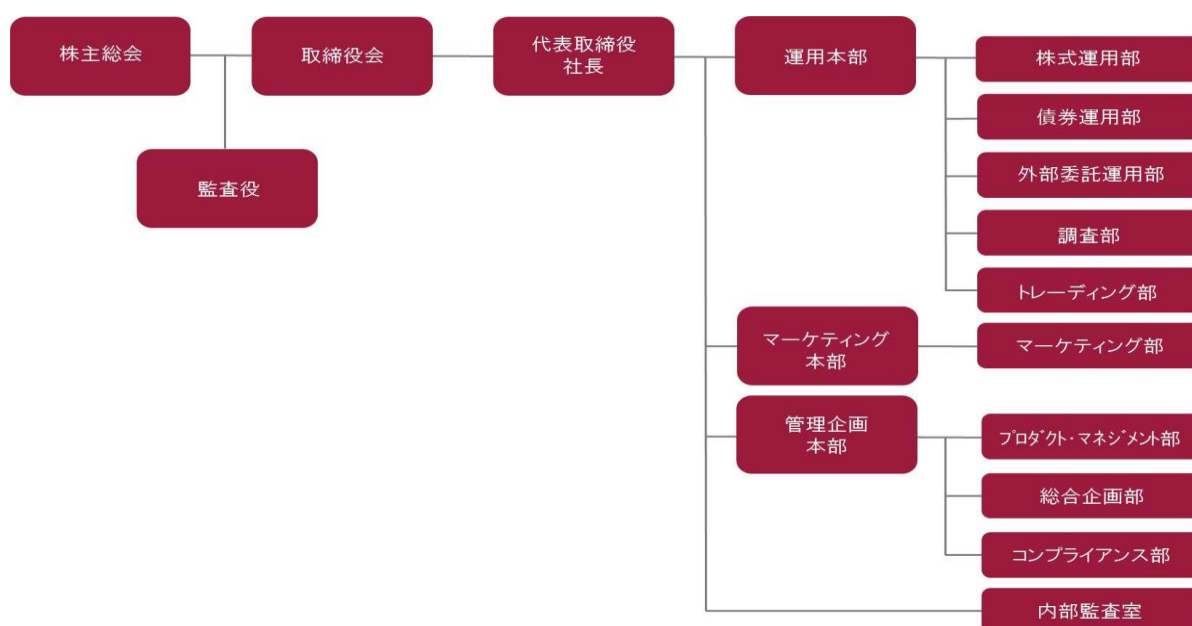 株主総会
取締役会
代表取締役
社長
運用本部
株式運用部
債券運用部
外部委託運用部
監査役
調査部
トレーディング部
マーケティング
本部
マーケティング部
管理企画
本部
プロダクト・マネジメント部
総合企画部
コンプライアンス部
内部監査室